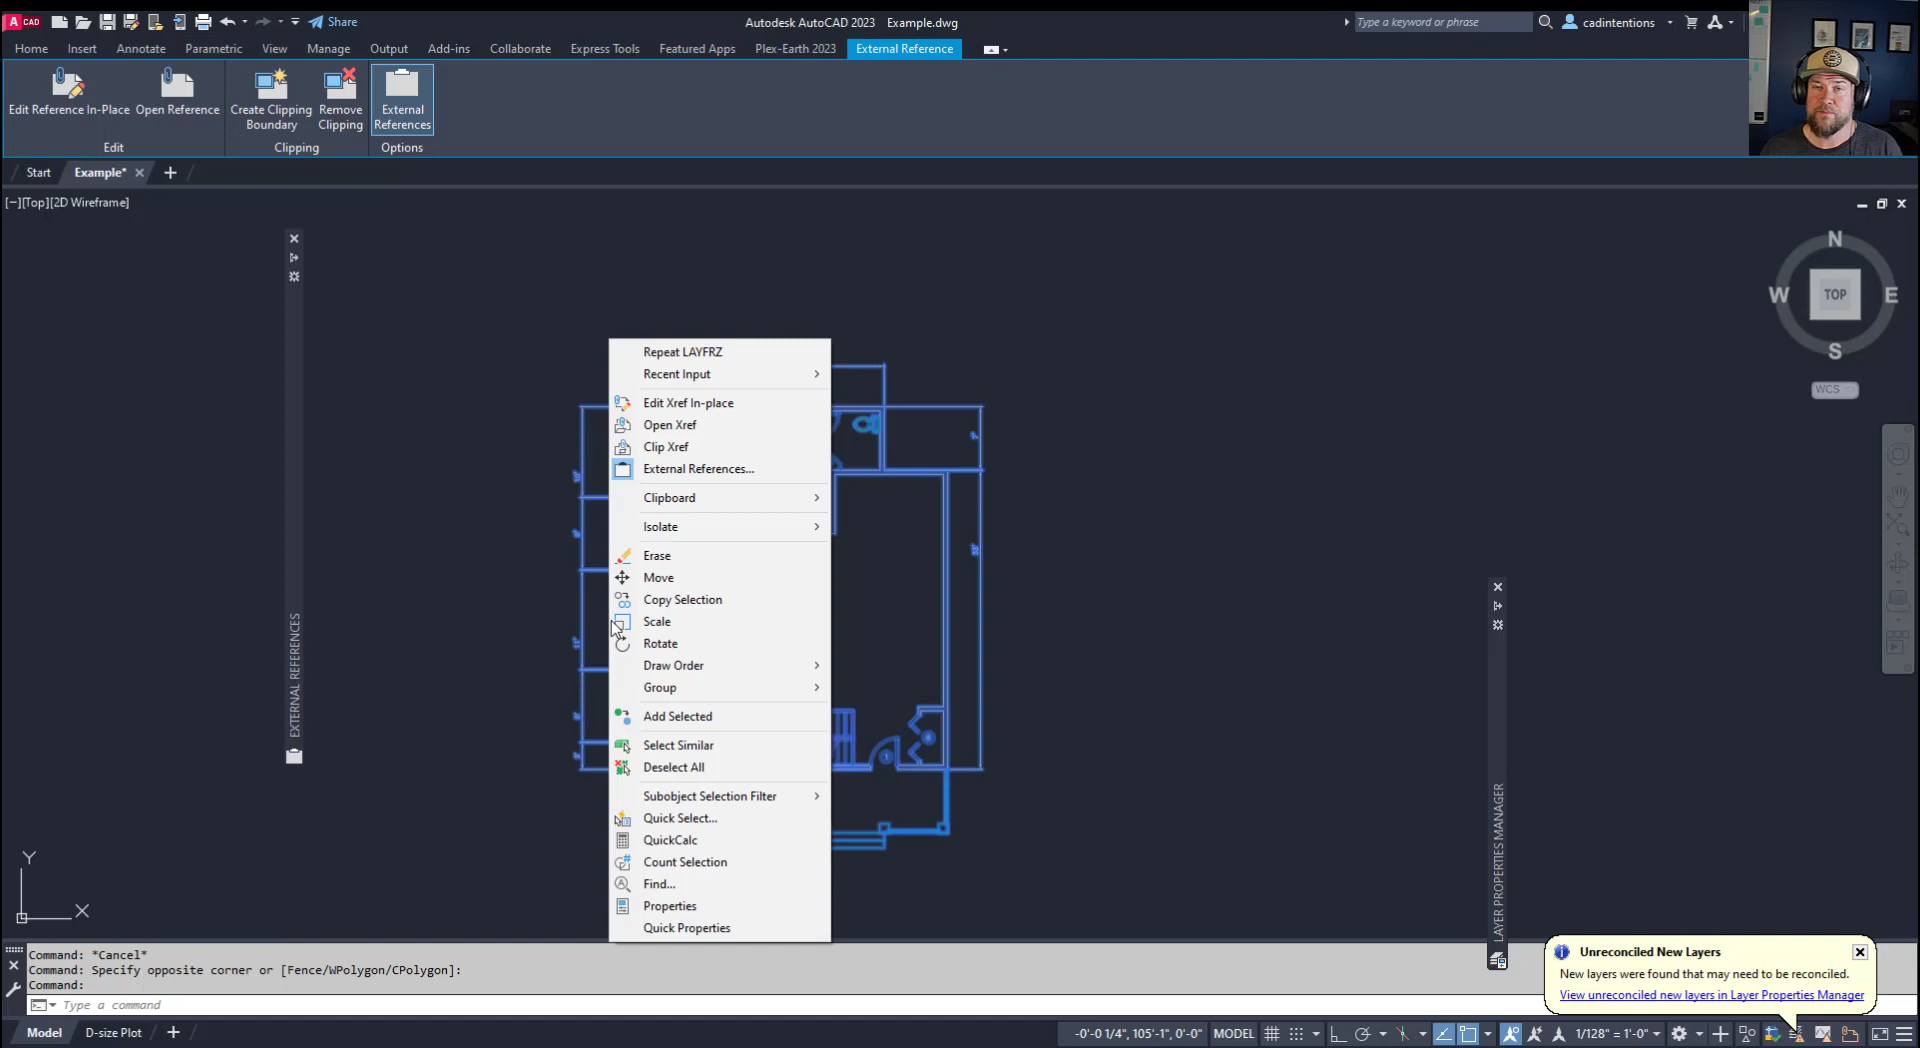 A CAD
Share
Autodesk AutoCAD 2023 Example.dwg
Type a keyword or phrase
cadintentions
Home Insert Annotate Parametric View Manage Output Add-ins Collaborate Express Tools Featured Apps Plex-Earth 2023 External Reference
Edit Reference In-Place Open Reference
Create Clipping Boundary
Remove Clipping
External References
Edit Clipping Options
Start Example*
[−][Top][2D Wireframe]
N
W TOP E
S
WCS
EXTERNAL REFERENCES
Repeat LAYFRZ
Recent Input
Edit Xref In-place
Open Xref
Clip Xref
External References...
Clipboard
Isolate
Erase
Move
Copy Selection
Scale
Rotate
Draw Order
Group
Add Selected
Select Similar
Deselect All
Subobject Selection Filter
Quick Select...
QuickCalc
Count Selection
Find...
Properties
Quick Properties
LAYER PROPERTIES MANAGER
Y
X
Command: *Cancel*
Command: Specify opposite corner or [Fence/WPolygon/CPolygon]:
Command:
Type a command
Unreconciled New Layers
New layers were found that may need to be reconciled.
View unreconciled new layers in Layer Properties Manager
Model D-size Plot
-0'-0 1/4", 105'-1", 0'-0" MODEL
1/128" = 1'-0"